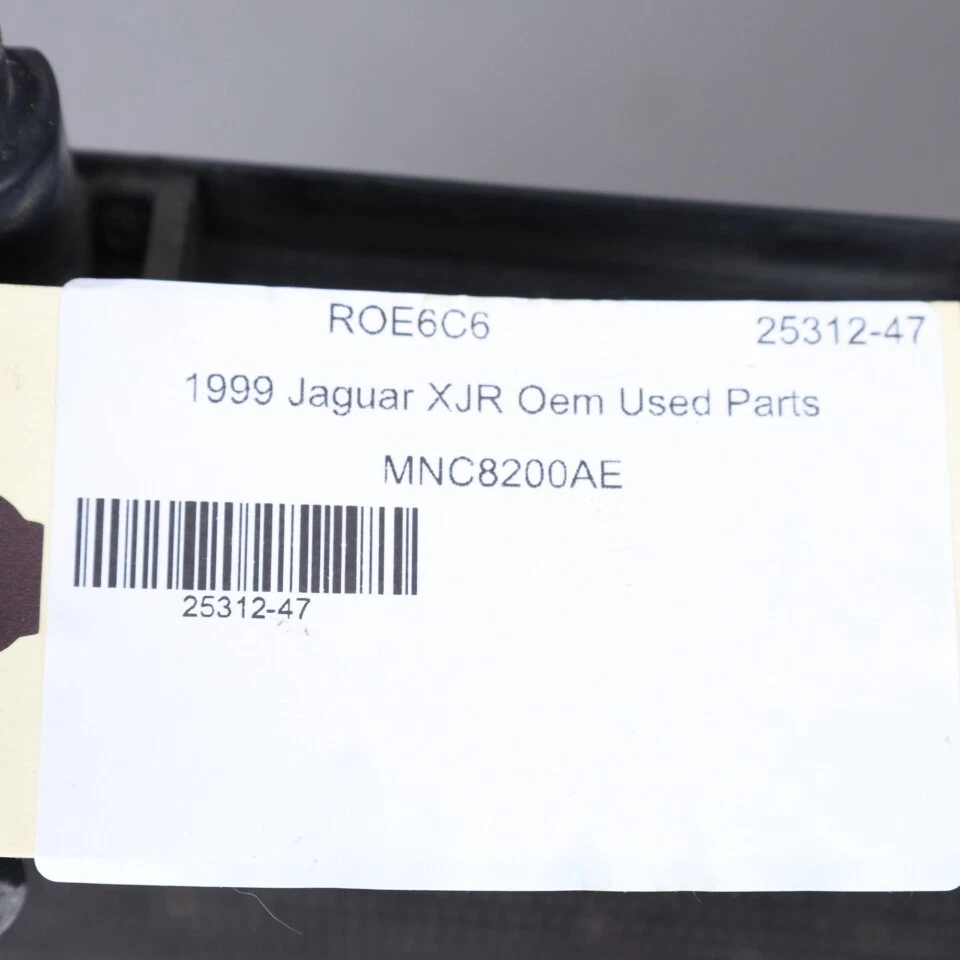 ROE6C6 25312-47
1999 Jaguar XJR Oem Used Parts
MNC8200AE
25312-47